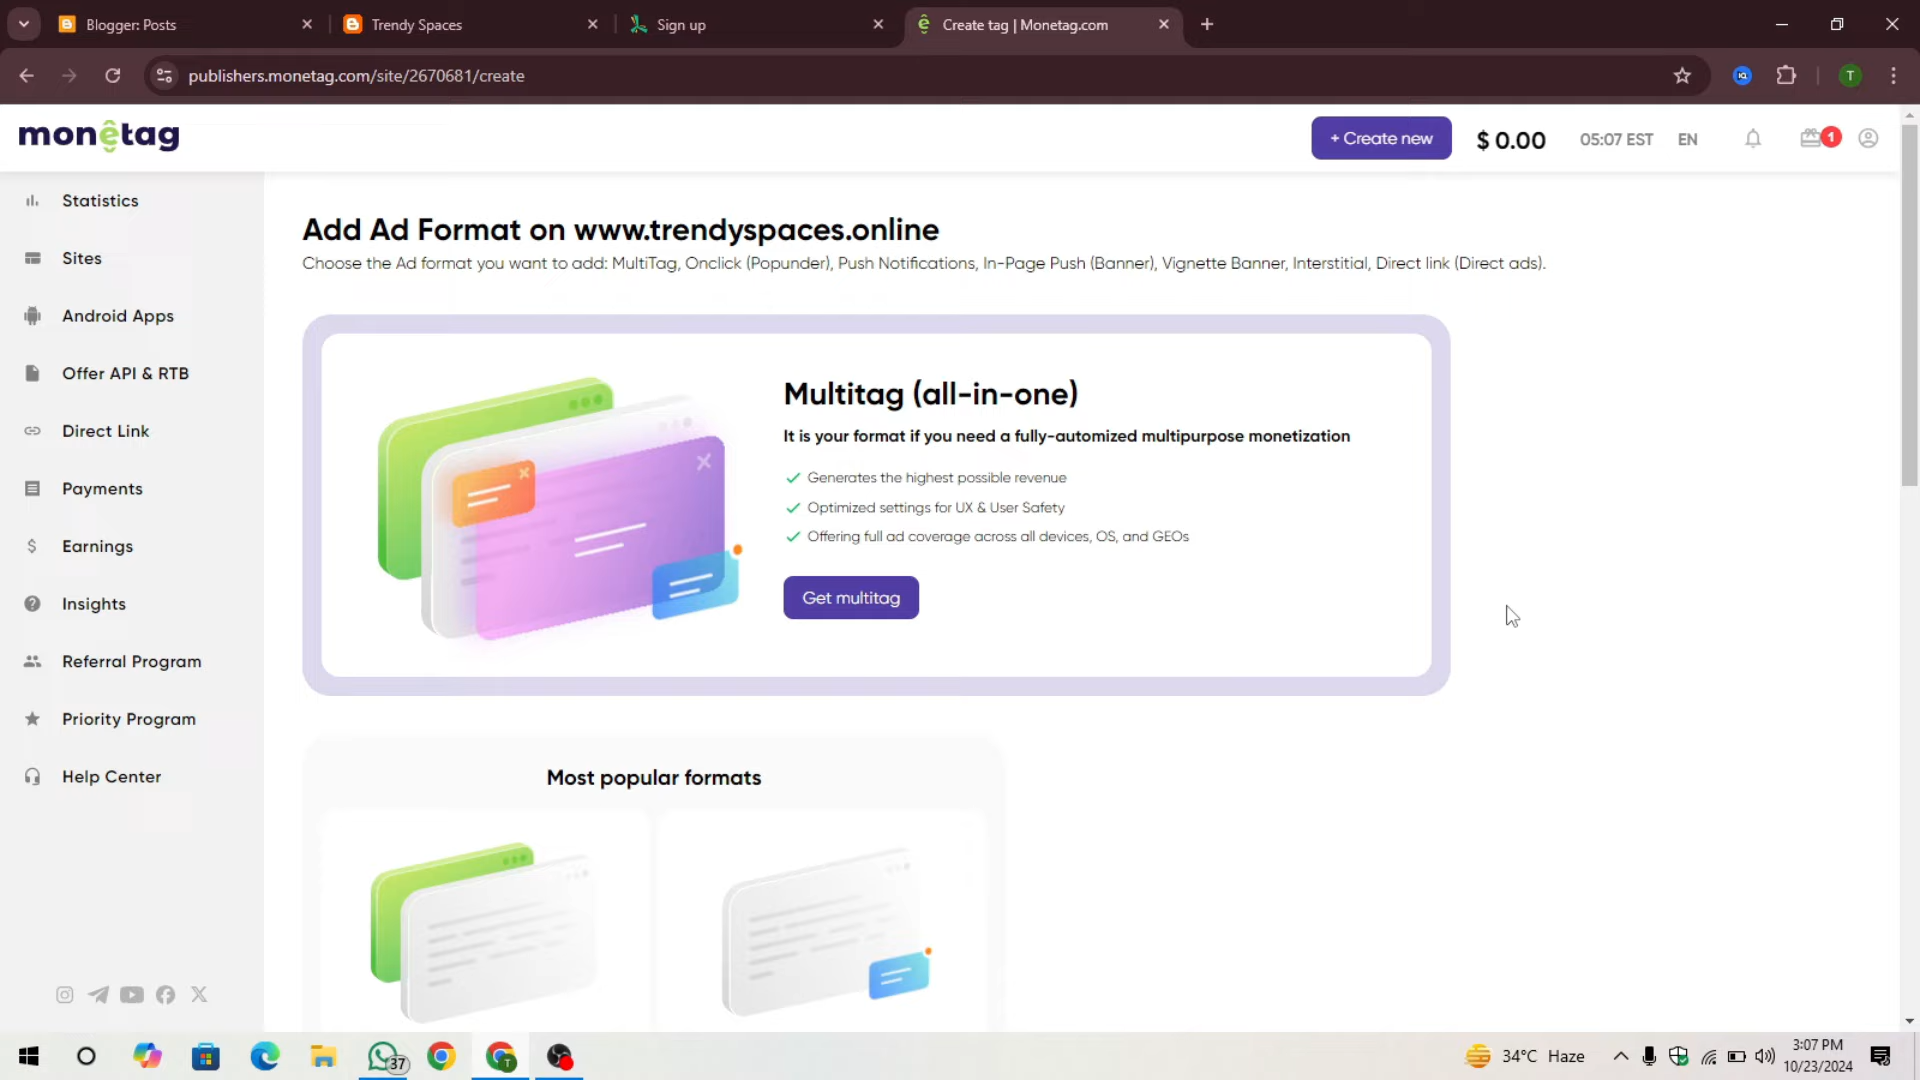 Blogger: Posts
Trendy Spaces
Sign up
Create tag | Monetag.com
publishers.monetag.com/site/2670681/create
T
monetag
+ Create new
$ 0.00
05:07 EST
EN
1
Statistics
Sites
Android Apps
Offer API & RTB
Direct Link
Payments
Earnings
Insights
Referral Program
Priority Program
Help Center
Add Ad Format on www.trendyspaces.online
Choose the Ad format you want to add: MultiTag, Onclick (Popunder), Push Notifications, In-Page Push (Banner), Vignette Banner, Interstitial, Direct link (Direct ads).
Multitag (all-in-one)
It is your format if you need a fully-automized multipurpose monetization
Generates the highest possible revenue
Optimized settings for UX & User Safety
Offering full ad coverage across all devices, OS, and GEOs
Get multitag
Most popular formats
37
34°C Haze
3:07 PM
10/23/2024